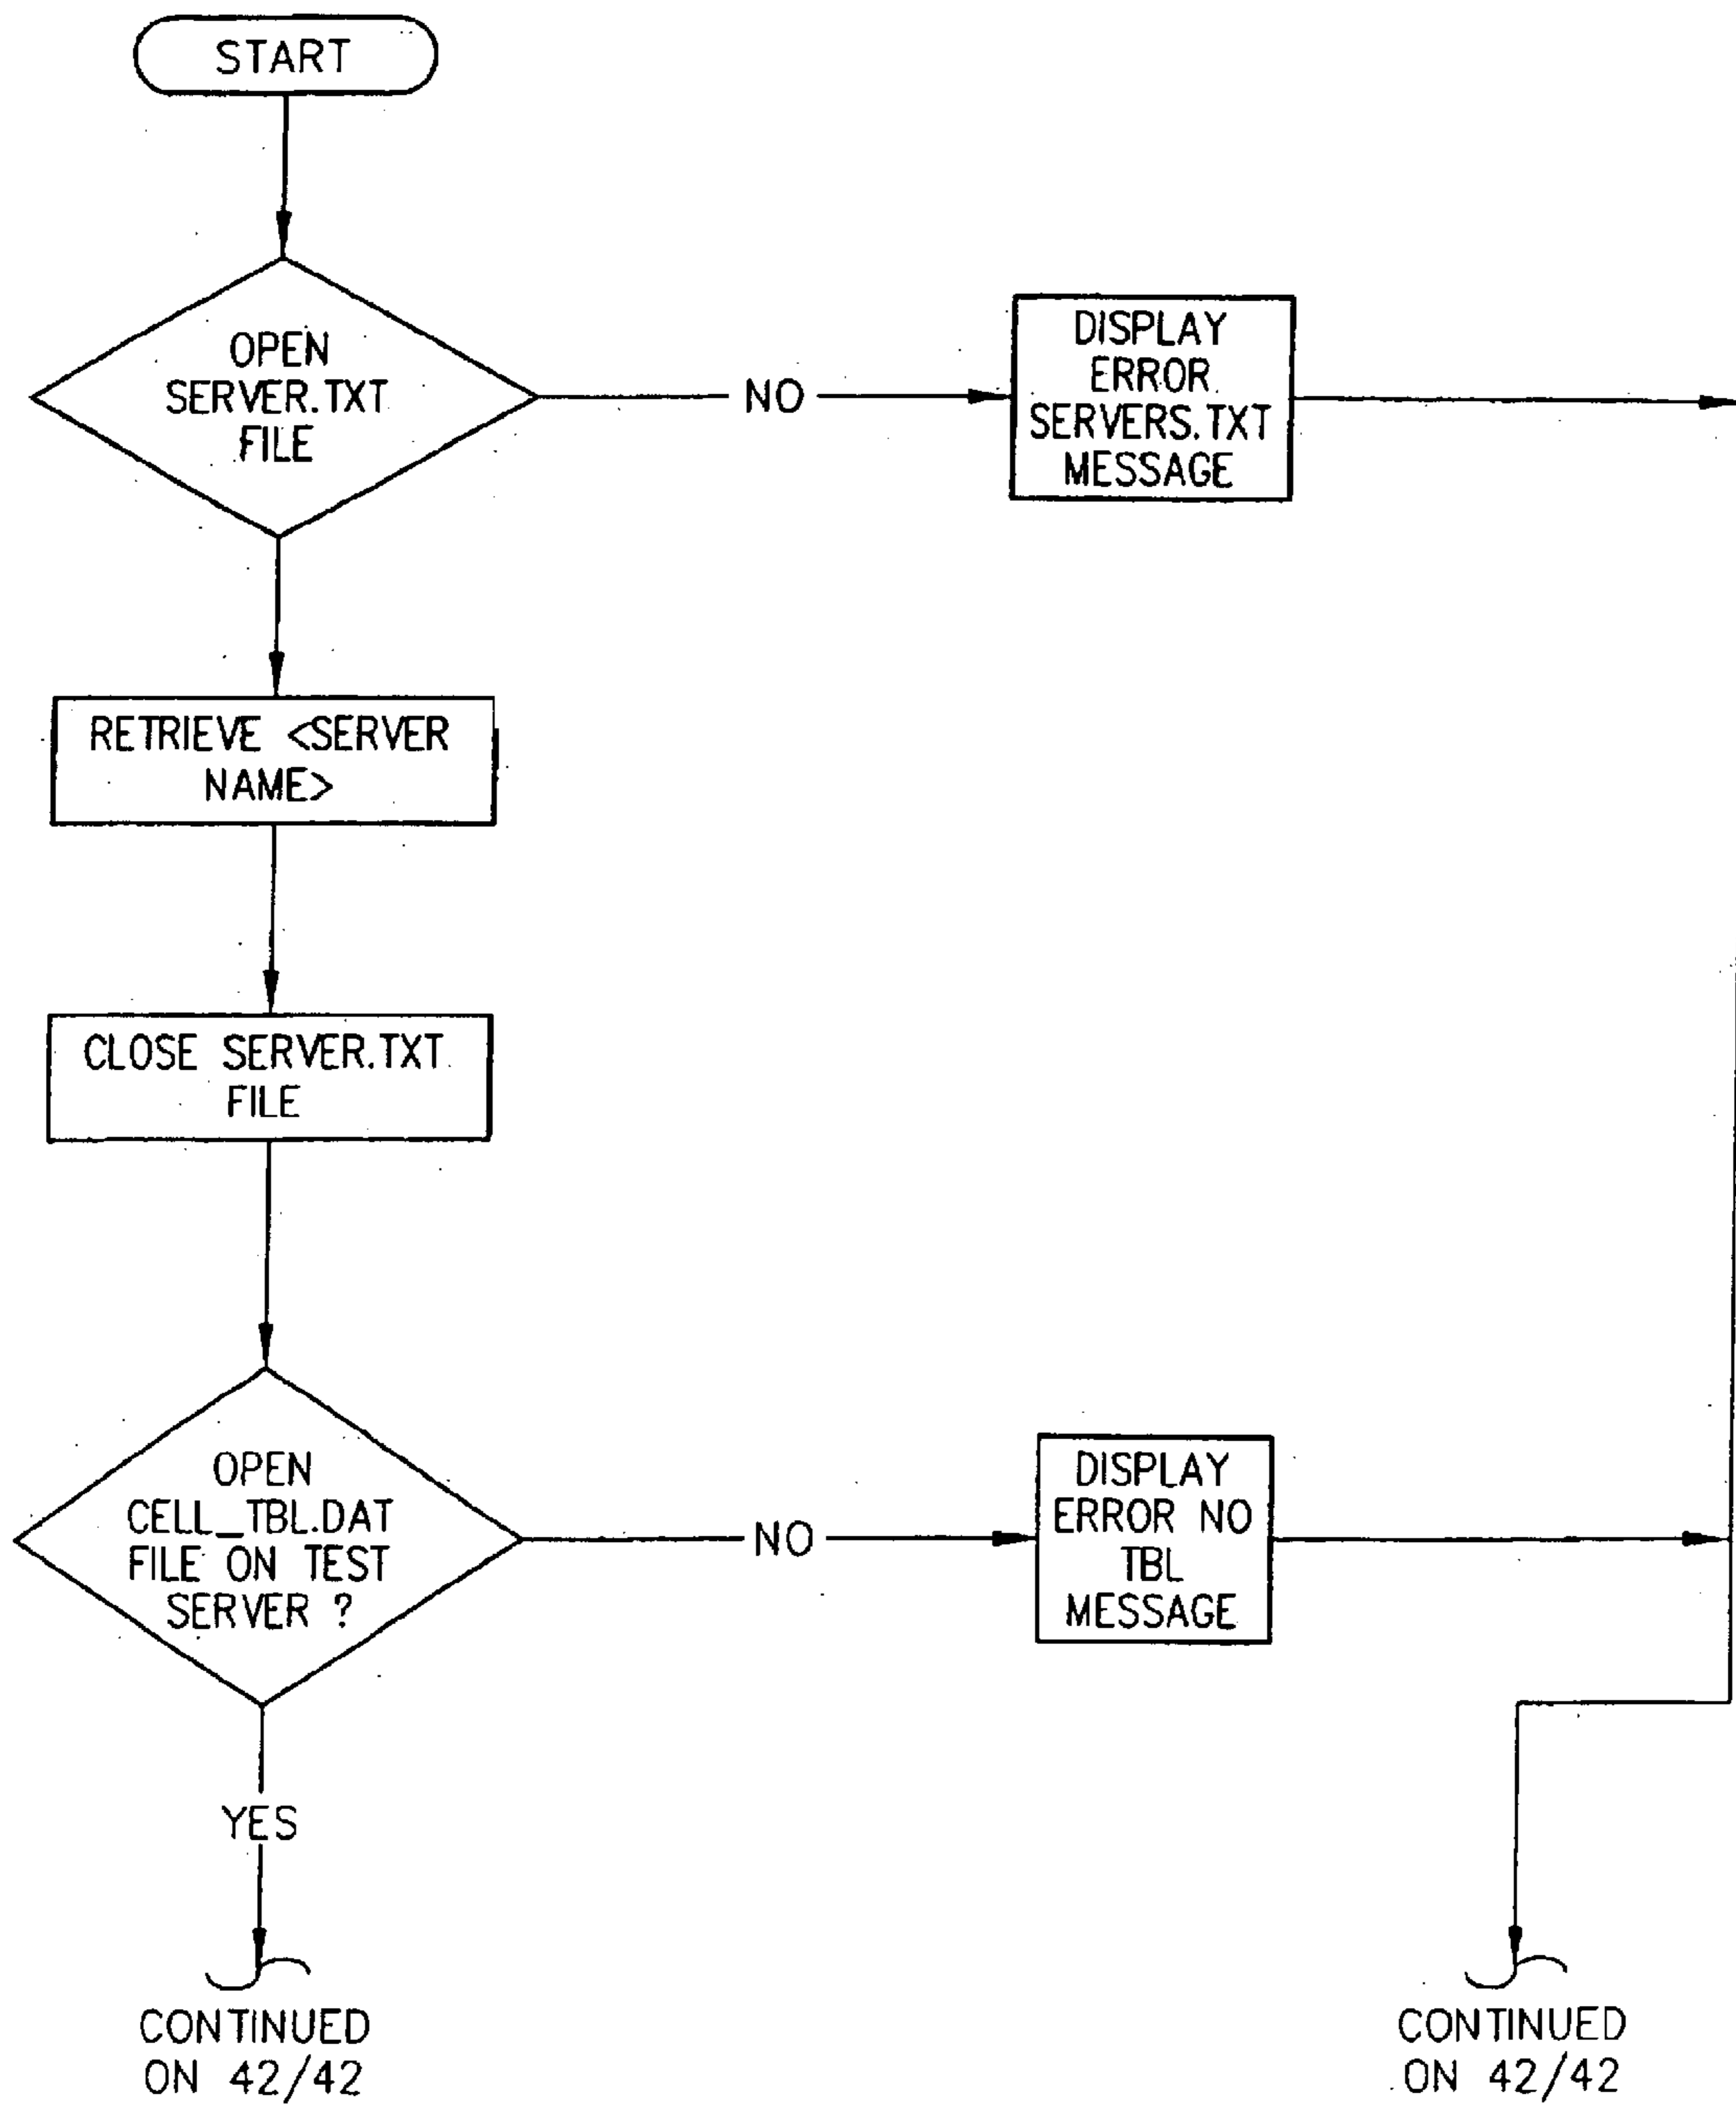 START
OPEN
SERVER.TXT
FILE
NO
DISPLAY
ERROR
SERVERS.TXT
MESSAGE
RETRIEVE <SERVER
NAME>
CLOSE SERVER.TXT
FILE
OPEN
CELL_TBL.DAT
FILE ON TEST
SERVER ?
NO
DISPLAY
ERROR NO
TBL
MESSAGE
YES
CONTINUED
ON 42/42
CONTINUED
ON 42/42